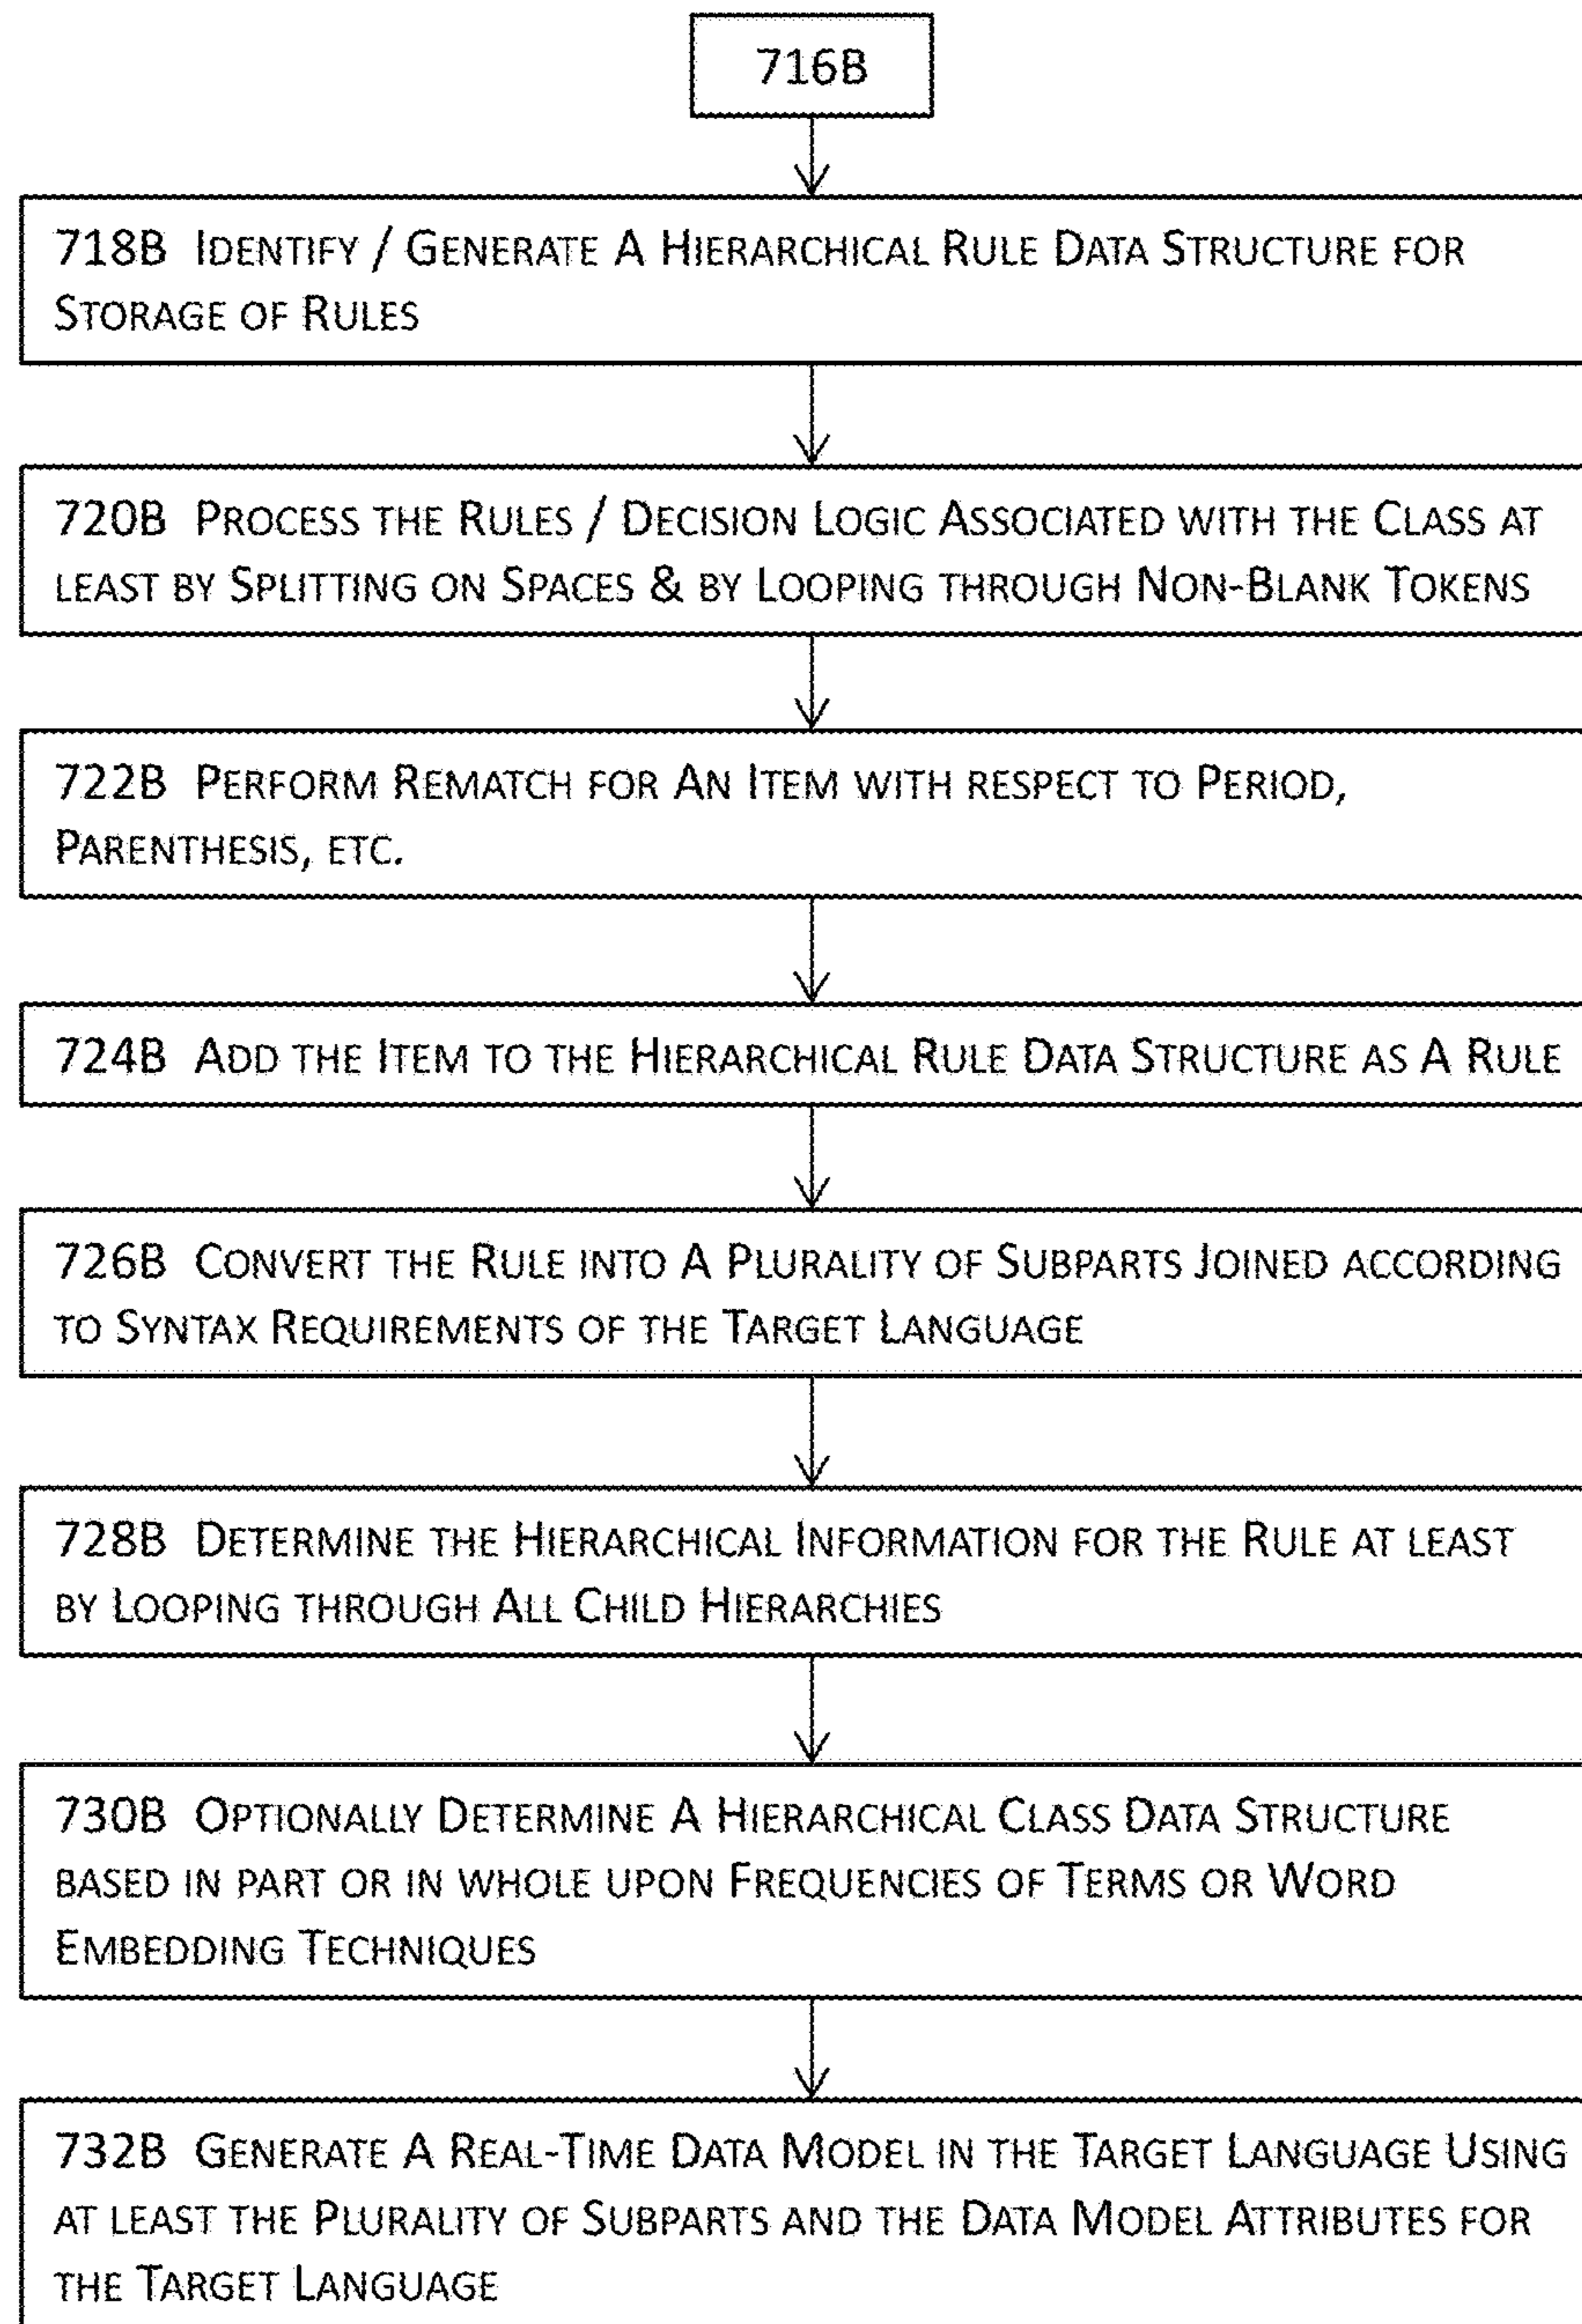 716B
718B IDENTIFY / GENERATE A HIERARCHICAL RULE DATA STRUCTURE FOR
STORAGE OF RULES
720B PROCESS THE RULES / DECISION LOGIC ASSOCIATED WITH THE CLASS AT
LEAST BY SPLITTING ON SPACES & BY LOOPING THROUGH NON-BLANK TOKENS
722B PERFORM REMATCH FOR AN ITEM WITH RESPECT TO PERIOD,
PARENTHESIS, ETC.
724B ADD THE ITEM TO THE HIERARCHICAL RULE DATA STRUCTURE AS A RULE
726B CONVERT THE RULE INTO A PLURALITY OF SUBPARTS JOINED ACCORDING
TO SYNTAX REQUIREMENTS OF THE TARGET LANGUAGE
728B DETERMINE THE HIERARCHICAL INFORMATION FOR THE RULE AT LEAST
BY LOOPING THROUGH ALL CHILD HIERARCHIES
730B OPTIONALLY DETERMINE A HIERARCHICAL CLASS DATA STRUCTURE
BASED IN PART OR IN WHOLE UPON FREQUENCIES OF TERMS OR WORD
EMBEDDING TECHNIQUES
732B GENERATE A REAL-TIME DATA MODEL IN THE TARGET LANGUAGE USING
AT LEAST THE PLURALITY OF SUBPARTS AND THE DATA MODEL ATTRIBUTES FOR
THE TARGET LANGUAGE